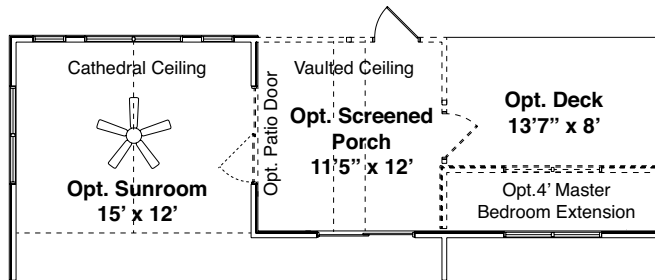 Cathedral Ceiling
Opt. Sunroom
15' x 12'
Opt. Patio Door
Vaulted Ceiling
Opt. Screened
Porch
11'5" x 12'
Opt. Deck
13'7” x 8'
Opt.4' Master
Bedroom Extension